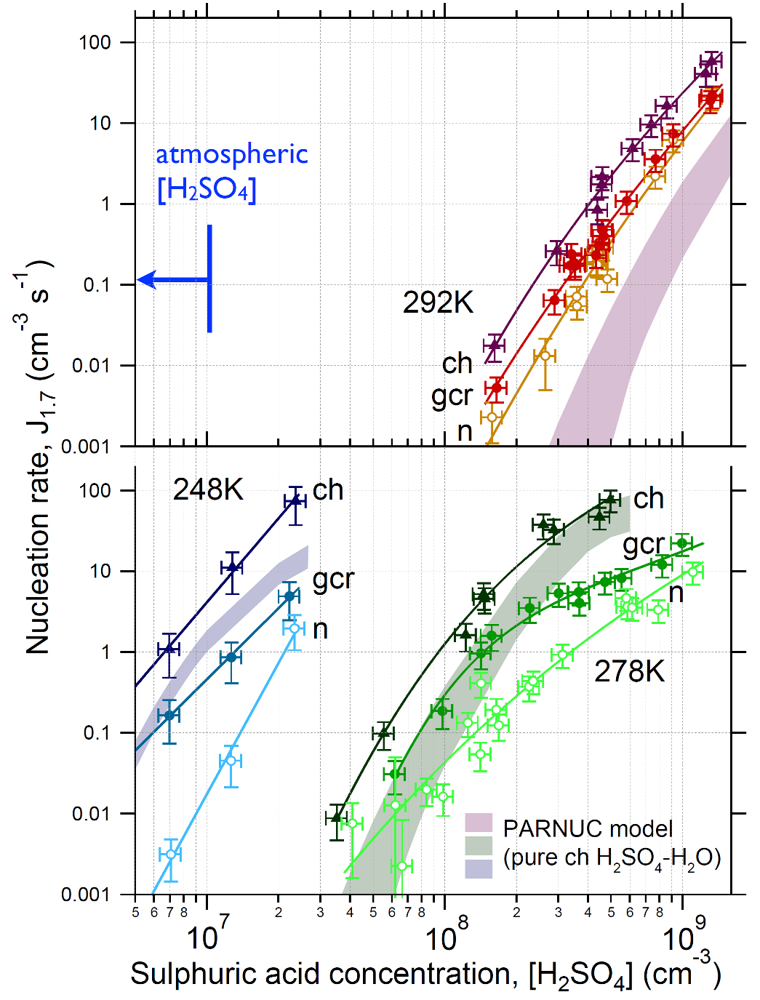 100
10
1
0.1
0.01
0.001
atmospheric
[H₂SO₄]
292K
ch
gcr
n
100
10
1
0.1
0.01
0.001
248K
ch
gcr
n
ch
gcr
n
278K
PARNUC model
(pure ch H₂SO₄-H₂O)
5 6 7 8 2 3 4 5 6 7 8 2 3 4 5 6 7 8
10⁷ 10⁸ 10⁹
Sulphuric acid concentration, [H₂SO₄] (cm⁻³)
Nucleation rate, J₁.₇ (cm⁻³ s⁻¹)